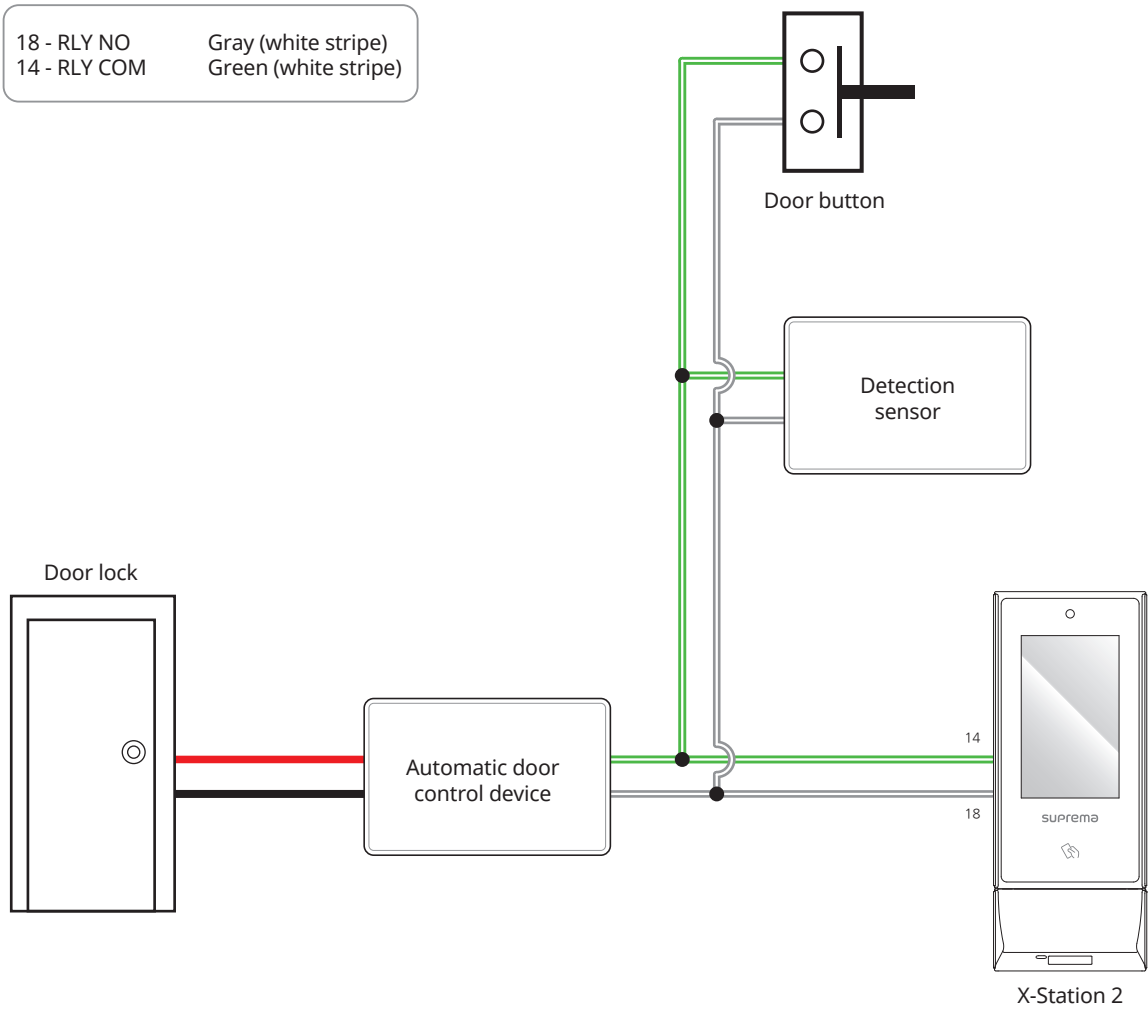 18 - RLY NO Gray (white stripe)
14 - RLY COM Green (white stripe)
Door button
Detection
sensor
Door lock
Automatic door
control device
14
18
suprema
X-Station 2